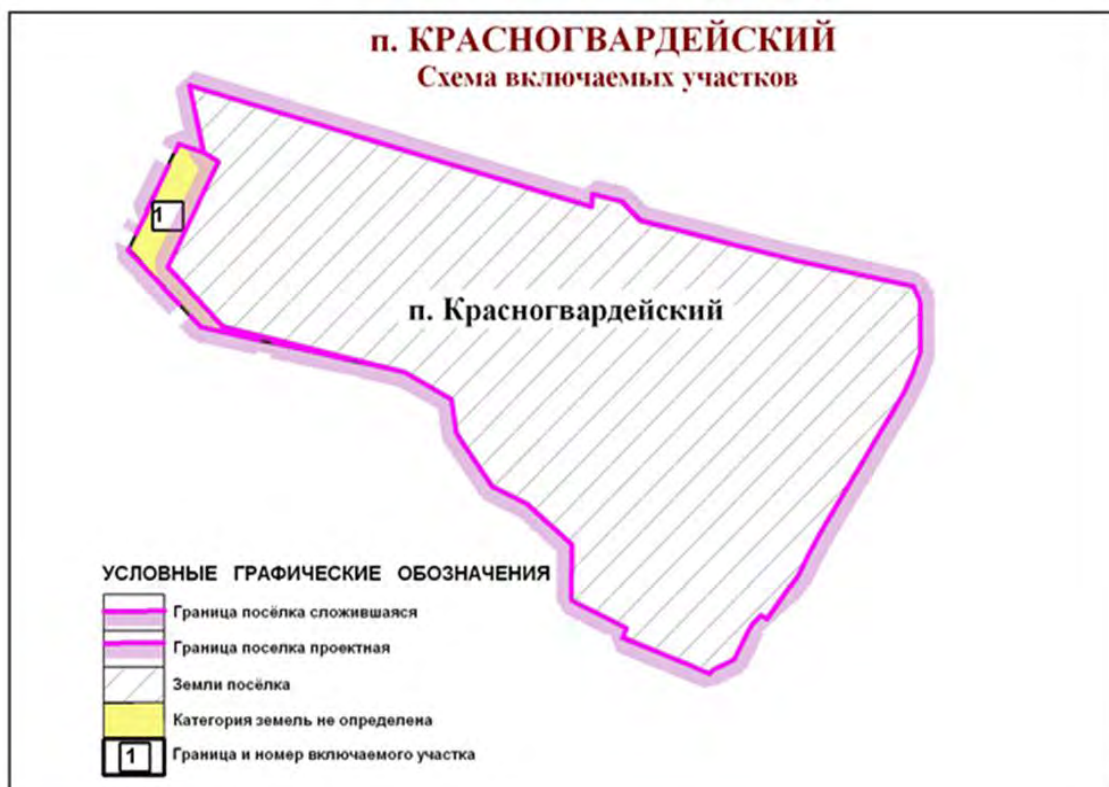 п. КРАСНОГВАРДЕЙСКИЙ
Схема включаемых участков
1
п. Красногвардейский
УСЛОВНЫЕ ГРАФИЧЕСКИЕ ОБОЗНАЧЕНИЯ
Граница посёлка сложившаяся
Граница поселка проектная
Земли посёлка
Категория земель не определена
1 Граница и номер включаемого участка